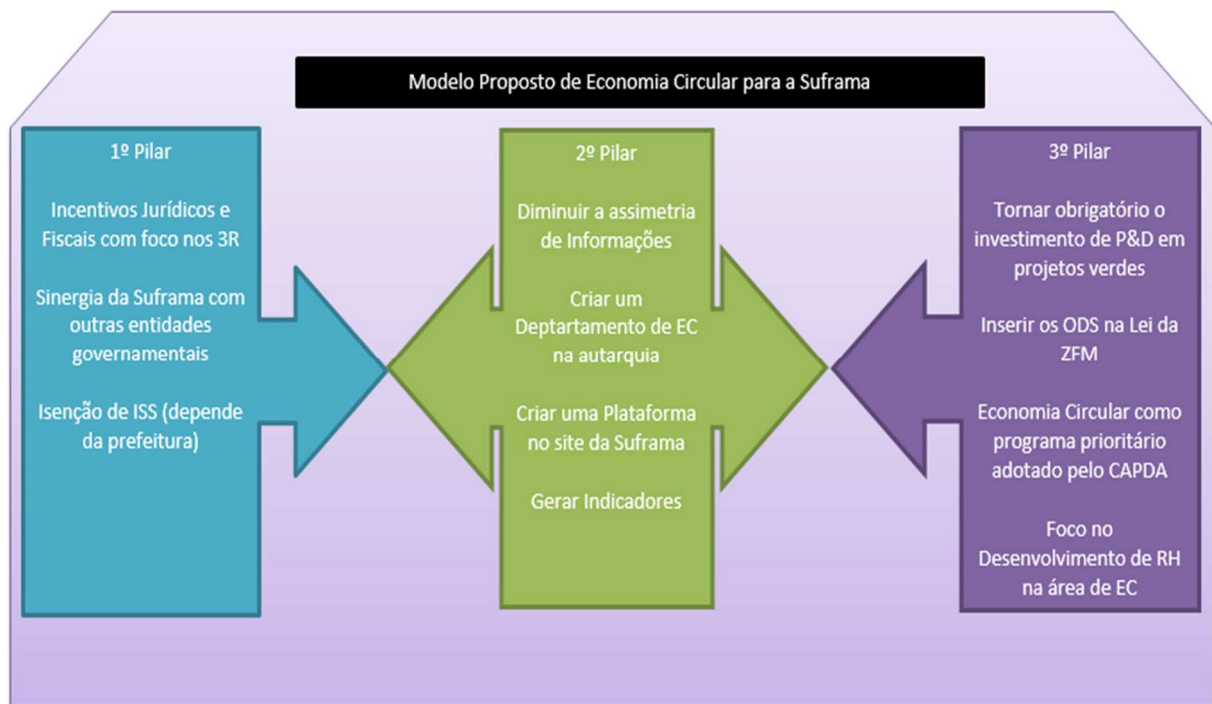 Modelo Proposto de Economia Circular para a Suframa
1º Pilar
Incentivos Jurídicos e
Fiscais com foco nos 3R
Sinergia da Suframa com
outras entidades
governamentais
Isenção de ISS (depende
da prefeitura)
2º Pilar
Diminuir a assimetria
de Informações
Criar um
Deptartamento de EC
na autarquia
Criar uma Plataforma
no site da Suframa
Gerar Indicadores
3º Pilar
Tornar obrigatório o
investimento de P&D em
projetos verdes
Inserir os ODS na Lei da
ZFM
Economia Circular como
programa prioritário
adotado pelo CAPDA
Foco no
Desenvolvimento de RH
na área de EC